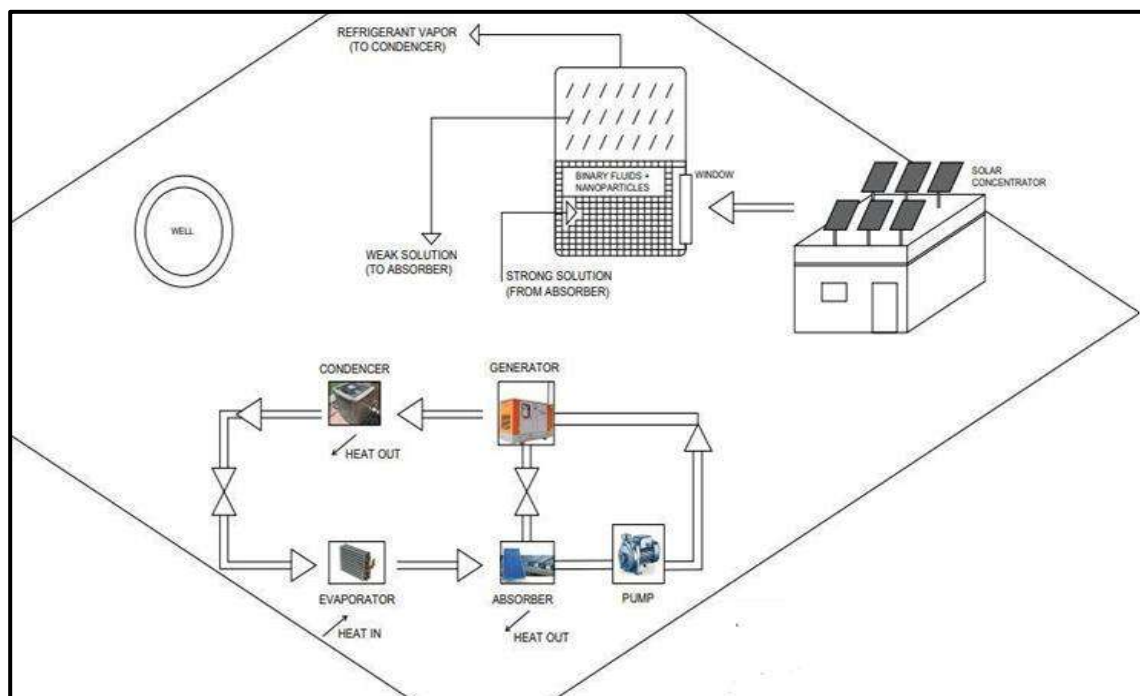 REFRIGERANT VAPOR
(TO CONDENCER)
BINARY FLUIDS +
NANOPARTICLES
WINDOW
SOLAR
CONCENTRATOR
WELL
WEAK SOLUTION
(TO ABSORBER)
STRONG SOLUTION
(FROM ABSORBER)
CONDENCER
GENERATOR
HEAT OUT
EVAPORATOR
ABSORBER
PUMP
HEAT IN
HEAT OUT